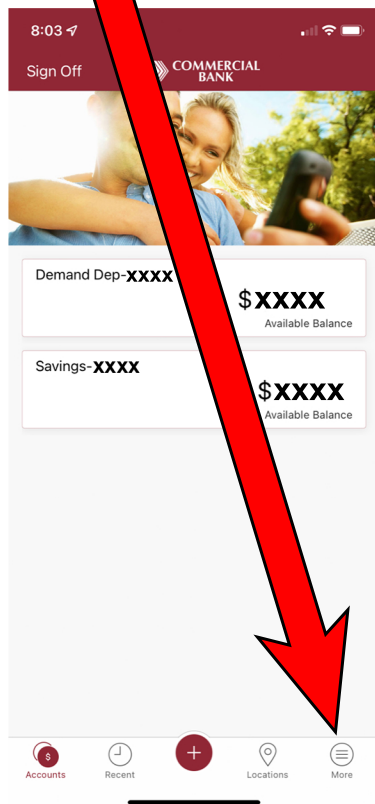 8:03
Sign Off
COMMERCIAL
BANK
Demand Dep-XXXX
$XXXX
Available Balance
Savings-XXXX
$XXXX
Available Balance
$
Accounts
Recent
+
Locations
More